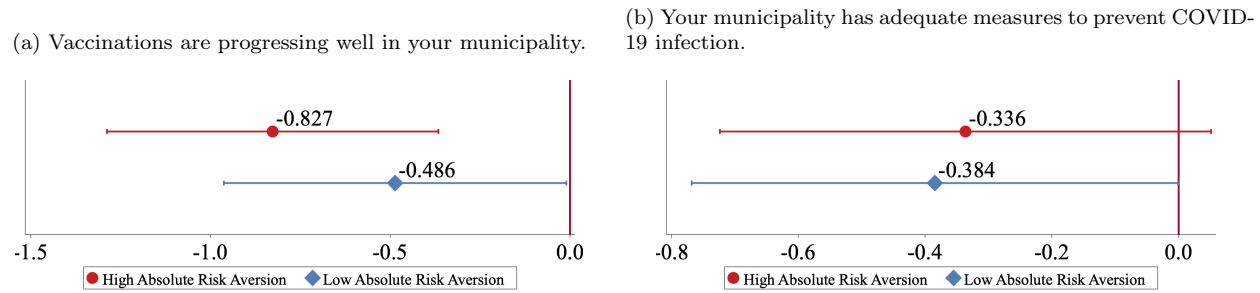 (a) Vaccinations are progressing well in your municipality.
-0.827
-0.486
-1.5 -1.0 -0.5 0.0
High Absolute Risk Aversion Low Absolute Risk Aversion
(b) Your municipality has adequate measures to prevent COVID-
19 infection.
-0.336
-0.384
-0.8 -0.6 -0.4 -0.2 0.0
High Absolute Risk Aversion Low Absolute Risk Aversion